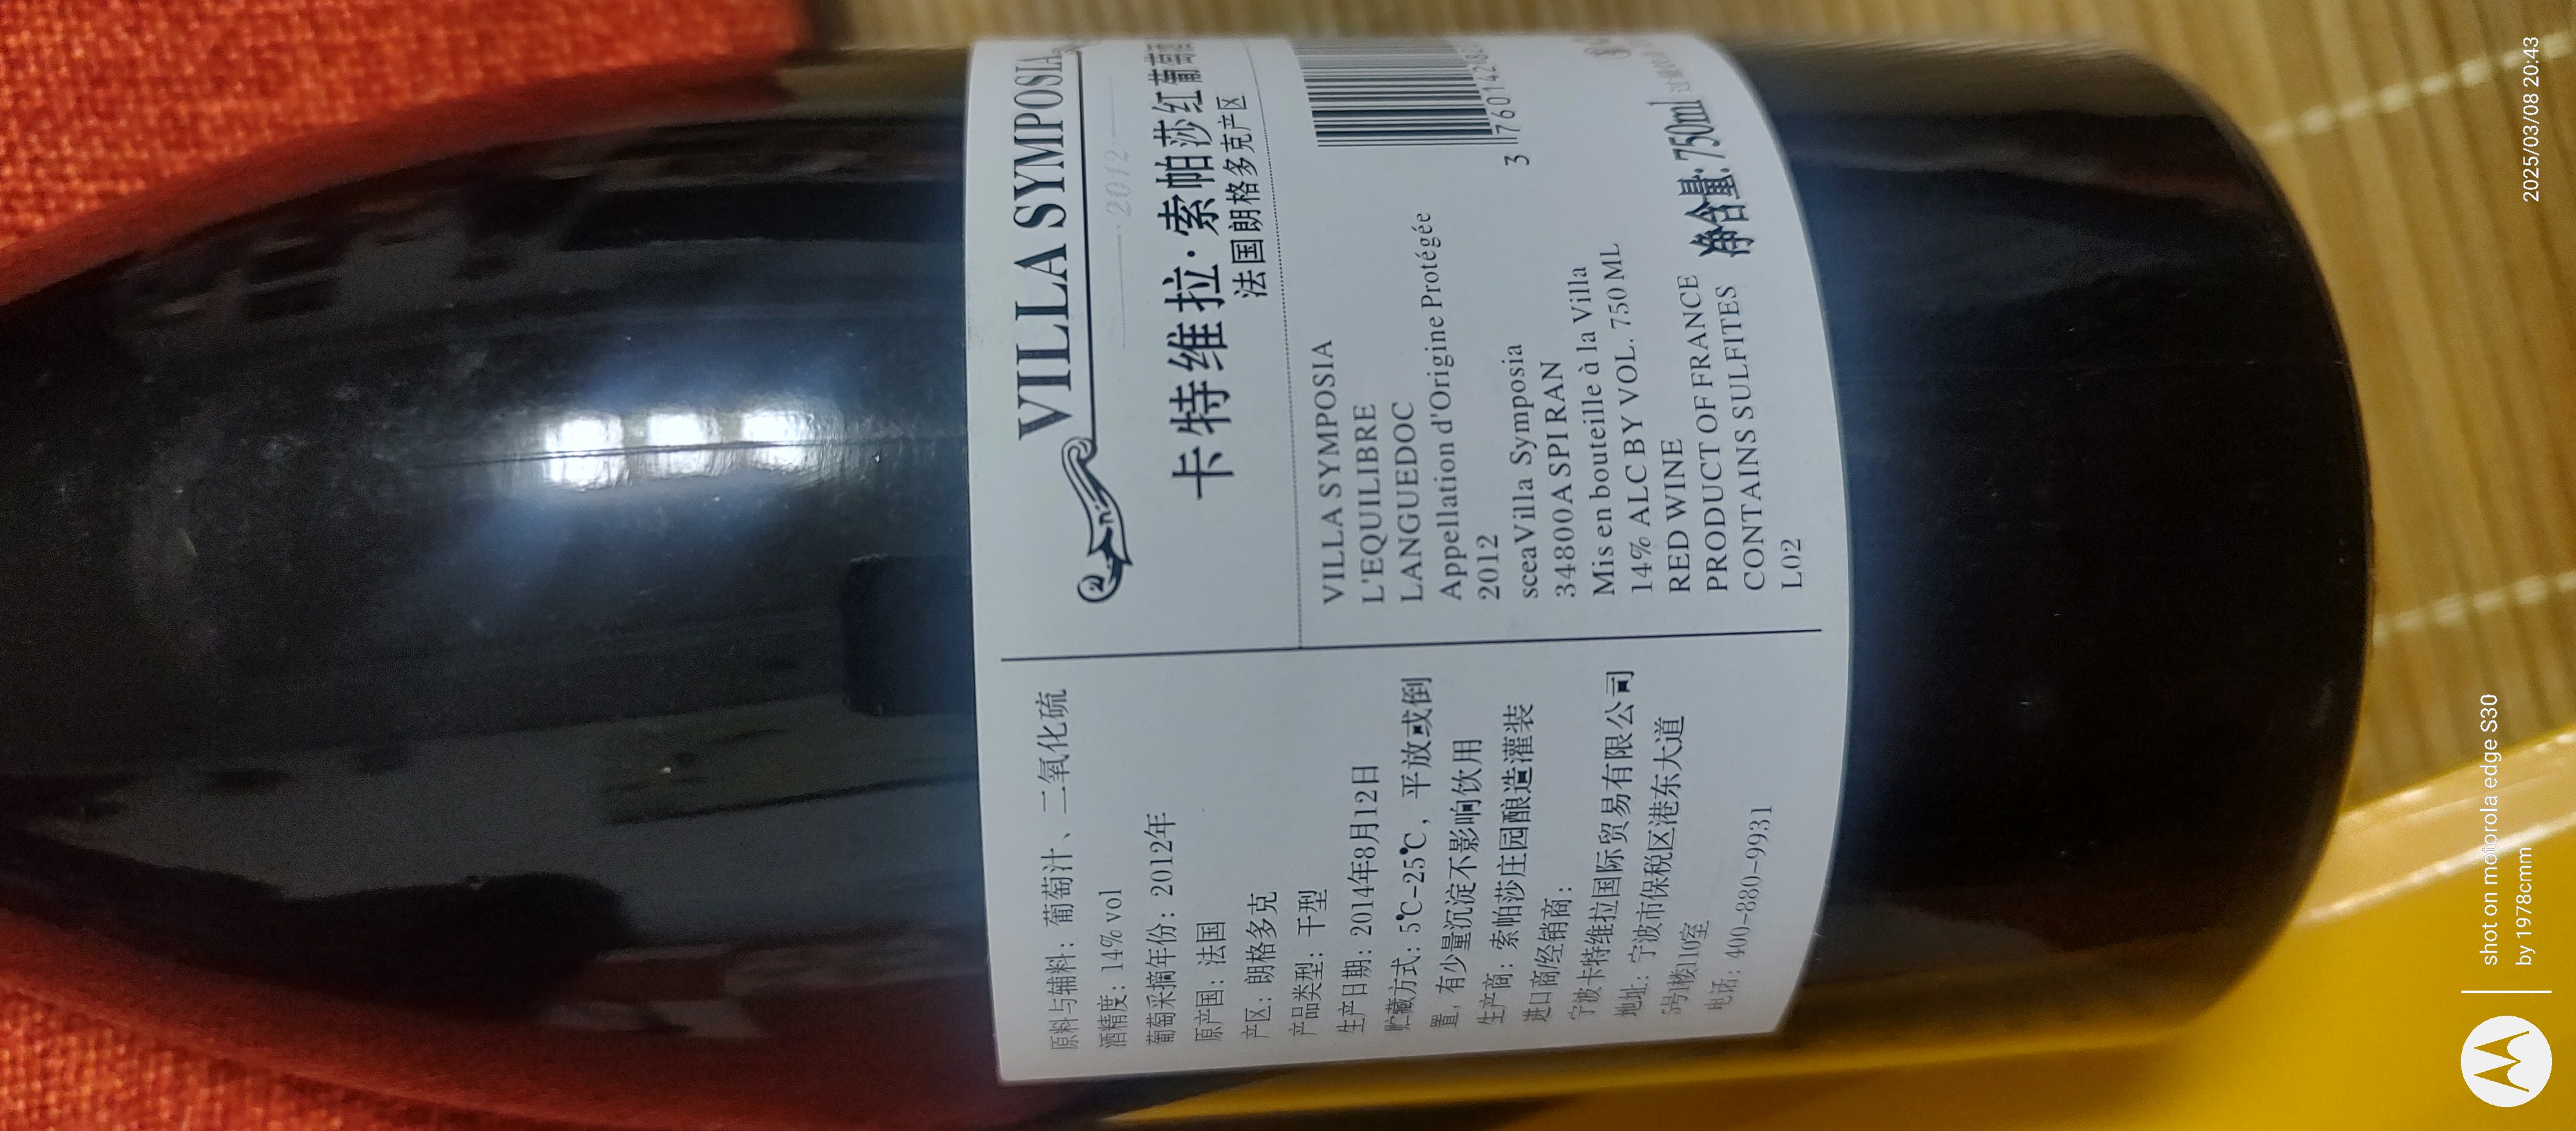 原料与辅料：葡萄汁、二氧化硫
酒精度：14% vol
葡萄采摘年份：2012年
原产国：法国
产区：朗格多克
产品类型：干型
生产日期：2014年8月12日
贮藏方式：5℃-25℃，平放或倒
置，有少量沉淀不影响饮用
生产商：索帕莎庄园酿造灌装
进口商/经销商：
宁波卡特维拉国际贸易有限公司
地址：宁波市保税区港东大道
5号1楼110室
电话：400-880-9931
VILLA SYMPOSIA
2012
卡特维拉·索帕莎红葡萄
法国朗格多克产区
VILLA SYMPOSIA
L'EQUILIBRE
LANGUEDOC
Appellation d'Origine Protégée
2012
sceaVilla Symposia
34800ASPIRAN
Mis en bouteille à la Villa
14% ALC BY VOL. 750ML
RED WINE
PRODUCT OF FRANCE
CONTAINS SULFITES
L02
净含量: 750ml
shot on motorola edge S30
by 1978cmm
2025/03/08 20:43